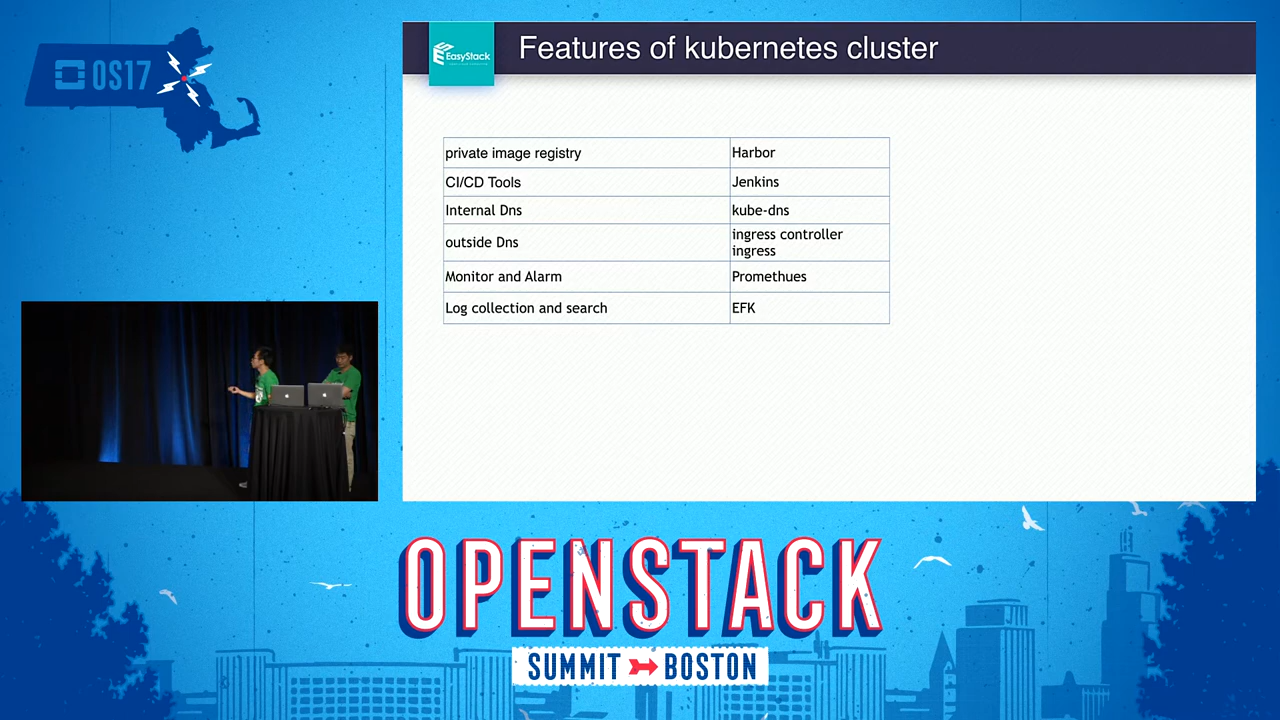 OS17
EasyStack
Features of kubernetes cluster
private image registry Harbor
CI/CD Tools Jenkins
Internal Dns kube-dns
outside Dns ingress controller
ingress
Monitor and Alarm Promethues
Log collection and search EFK
OPENSTACK
SUMMIT BOSTON